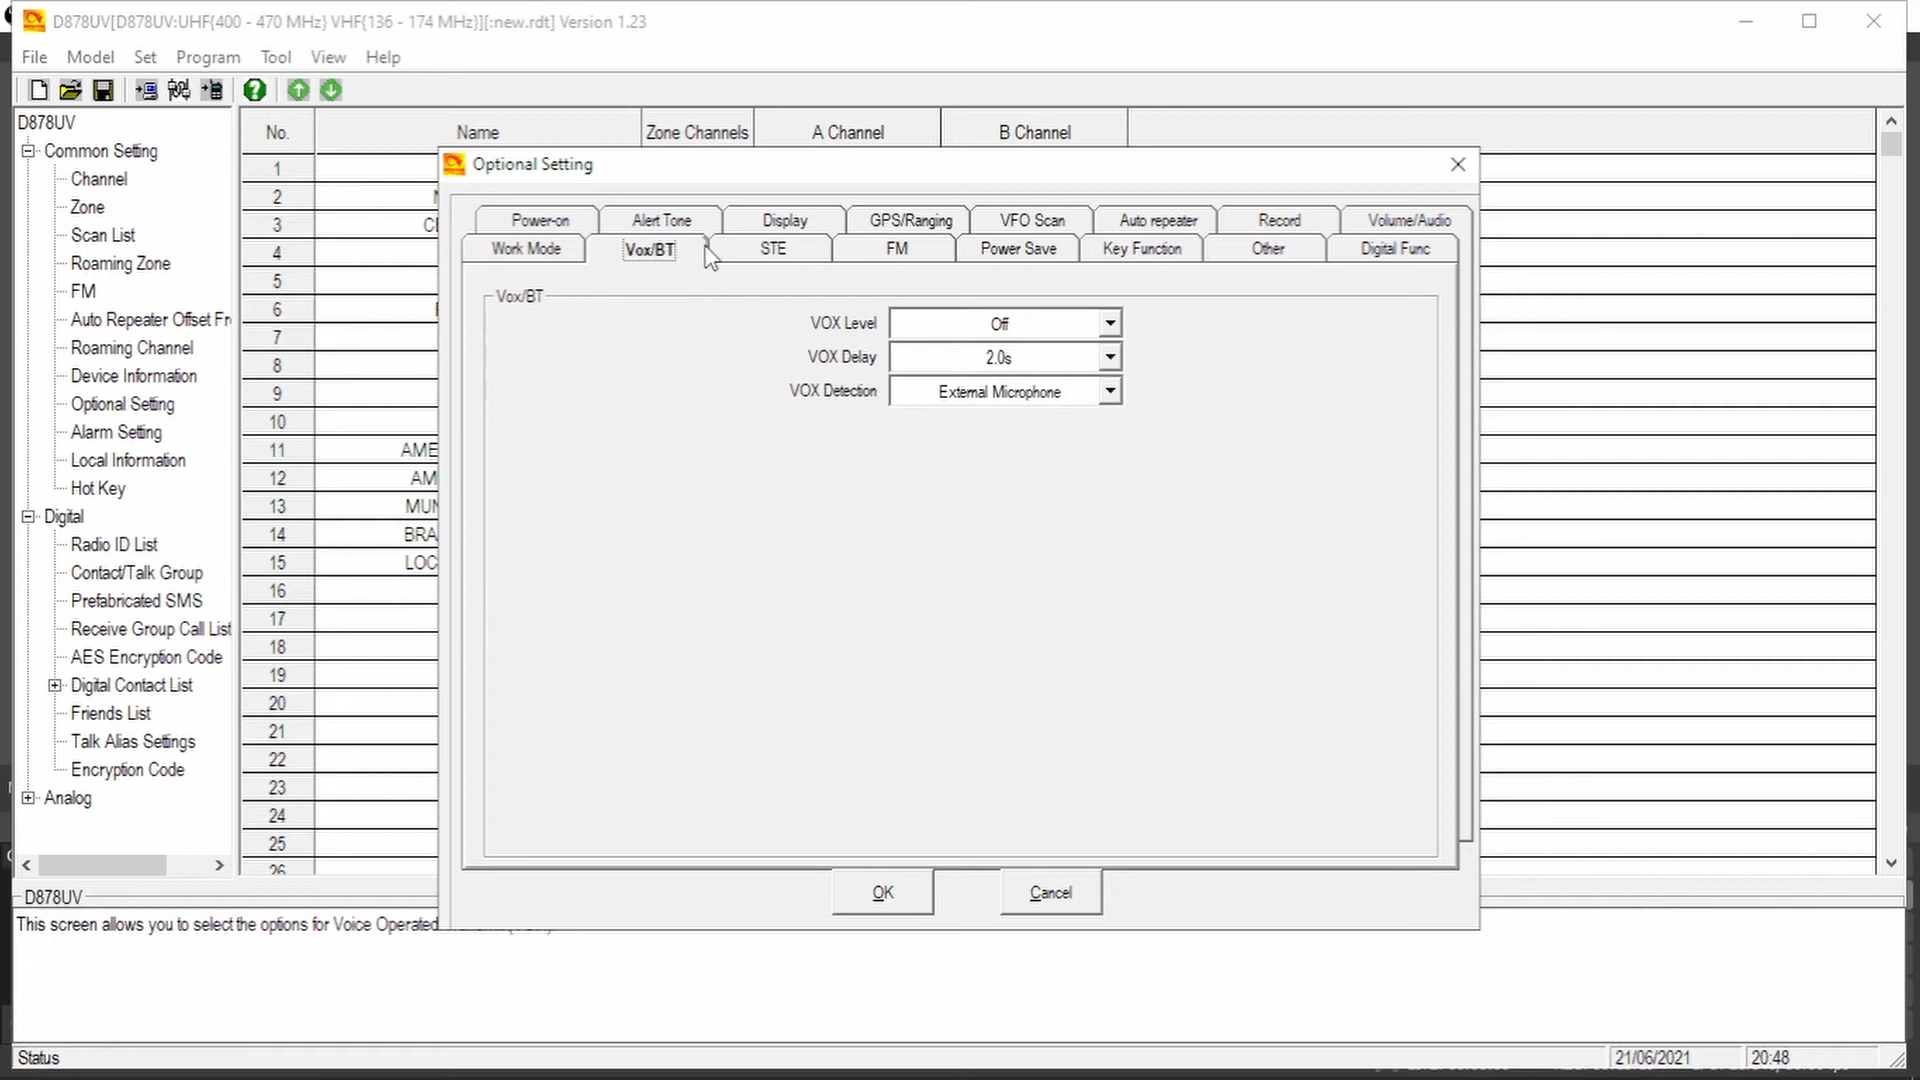 D878UV[D878UV:UHF{400 - 470 MHz} VHF{136 - 174 MHz}][:new.rdt] Version 1.23
File Model Set Program Tool View Help
D878UV
Common Setting
Channel
Zone
Scan List
Roaming Zone
FM
Auto Repeater Offset Fr
Roaming Channel
Device Information
Optional Setting
Alarm Setting
Local Information
Hot Key
Digital
Radio ID List
Contact/Talk Group
Prefabricated SMS
Receive Group Call List
AES Encryption Code
Digital Contact List
Friends List
Talk Alias Settings
Encryption Code
Analog
No. Name Zone Channels A Channel B Channel
1
2
3
4
5
6
7
8
9
10
11 AME
12 AM
13 MUN
14 BRA
15 LOC
16
17
18
19
20
21
22
23
24
25
26
Optional Setting
Power-on Alert Tone Display GPS/Ranging VFO Scan Auto repeater Record Volume/Audio
Work Mode Vox/BT STE FM Power Save Key Function Other Digital Func
Vox/BT
VOX Level Off
VOX Delay 2.0s
VOX Detection External Microphone
OK Cancel
D878UV
This screen allows you to select the options for Voice Operated
Status 21/06/2021 20:48